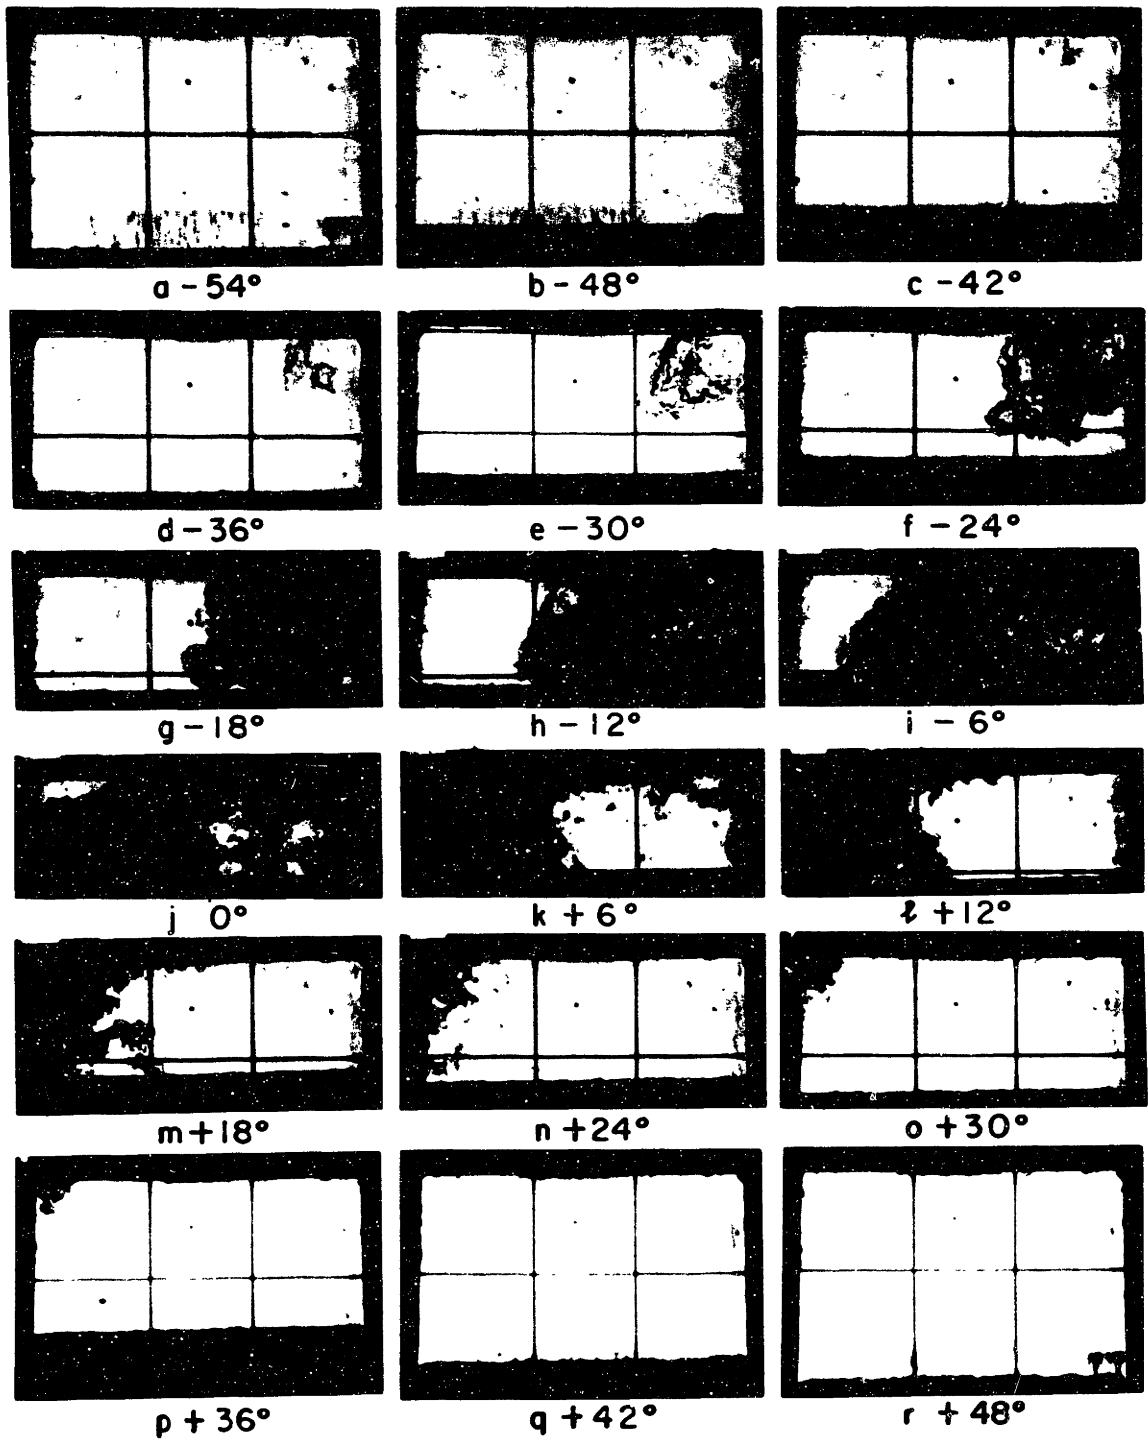 a - 54°
b - 48°
c - 42°
d - 36°
e - 30°
f - 24°
g - 18°
h - 12°
i - 6°
j 0°
k + 6°
l + 12°
m + 18°
n + 24°
o + 30°
p + 36°
q + 42°
r + 48°